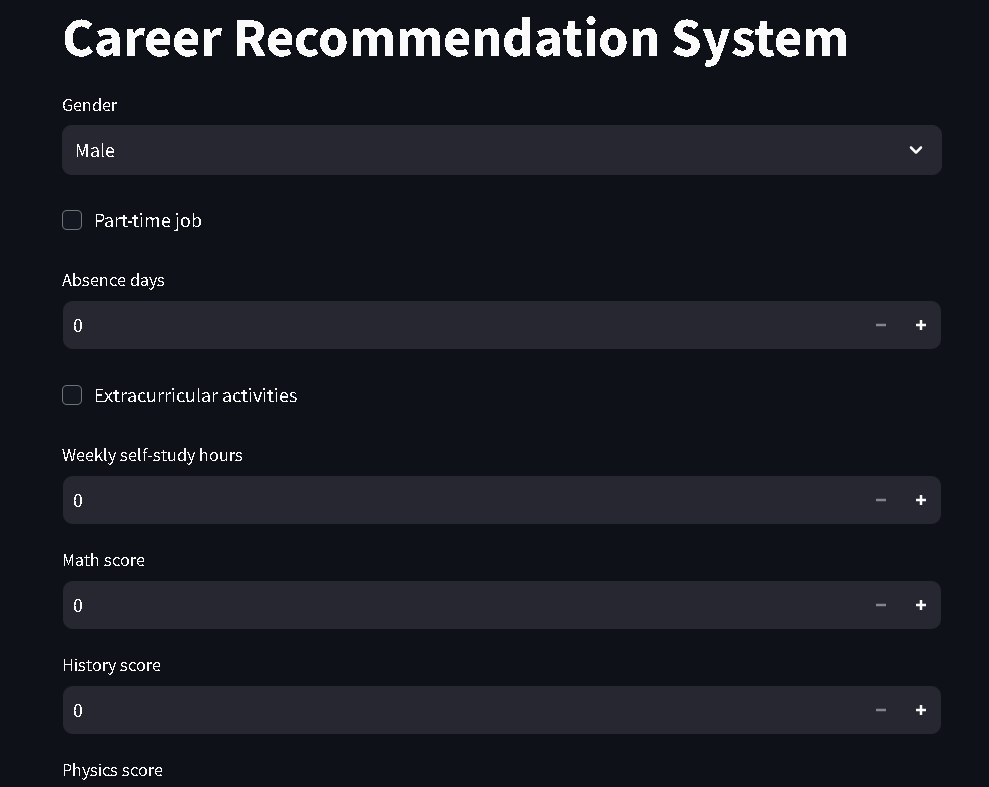 Career Recommendation System
Gender
Male
Part-time job
Absence days
0
Extracurricular activities
Weekly self-study hours
0
Math score
0
History score
0
Physics score